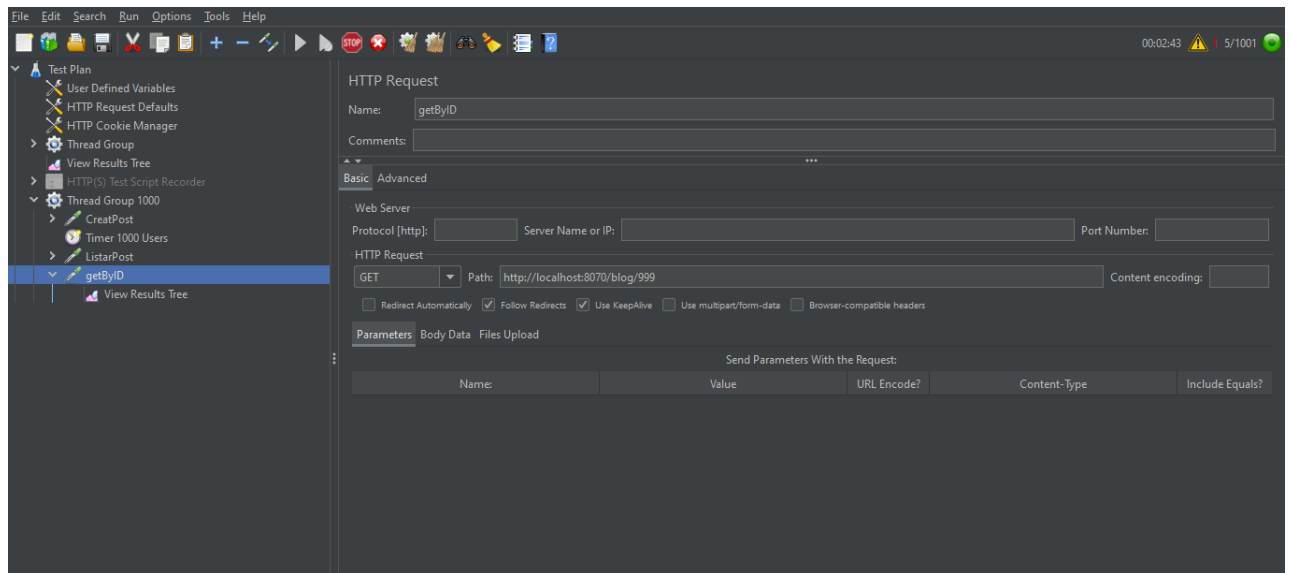 File Edit Search Run Options Tools Help
STOP ? 00:02:43 ! 5/1001
Test Plan
User Defined Variables
HTTP Request Defaults
HTTP Cookie Manager
Thread Group
View Results Tree
HTTP(S) Test Script Recorder
Thread Group 1000
CreatPost
Timer 1000 Users
ListarPost
getByID
View Results Tree
HTTP Request
Name: getByID
Comments:
Basic Advanced
Web Server
Protocol [http]: Server Name or IP: Port Number:
HTTP Request
GET Path: http://localhost:8070/blog/999 Content encoding:
Redirect Automatically Follow Redirects Use KeepAlive Use multipart/form-data Browser-compatible headers
Parameters Body Data Files Upload
Send Parameters With the Request:
Name: Value URL Encode? Content-Type Include Equals?